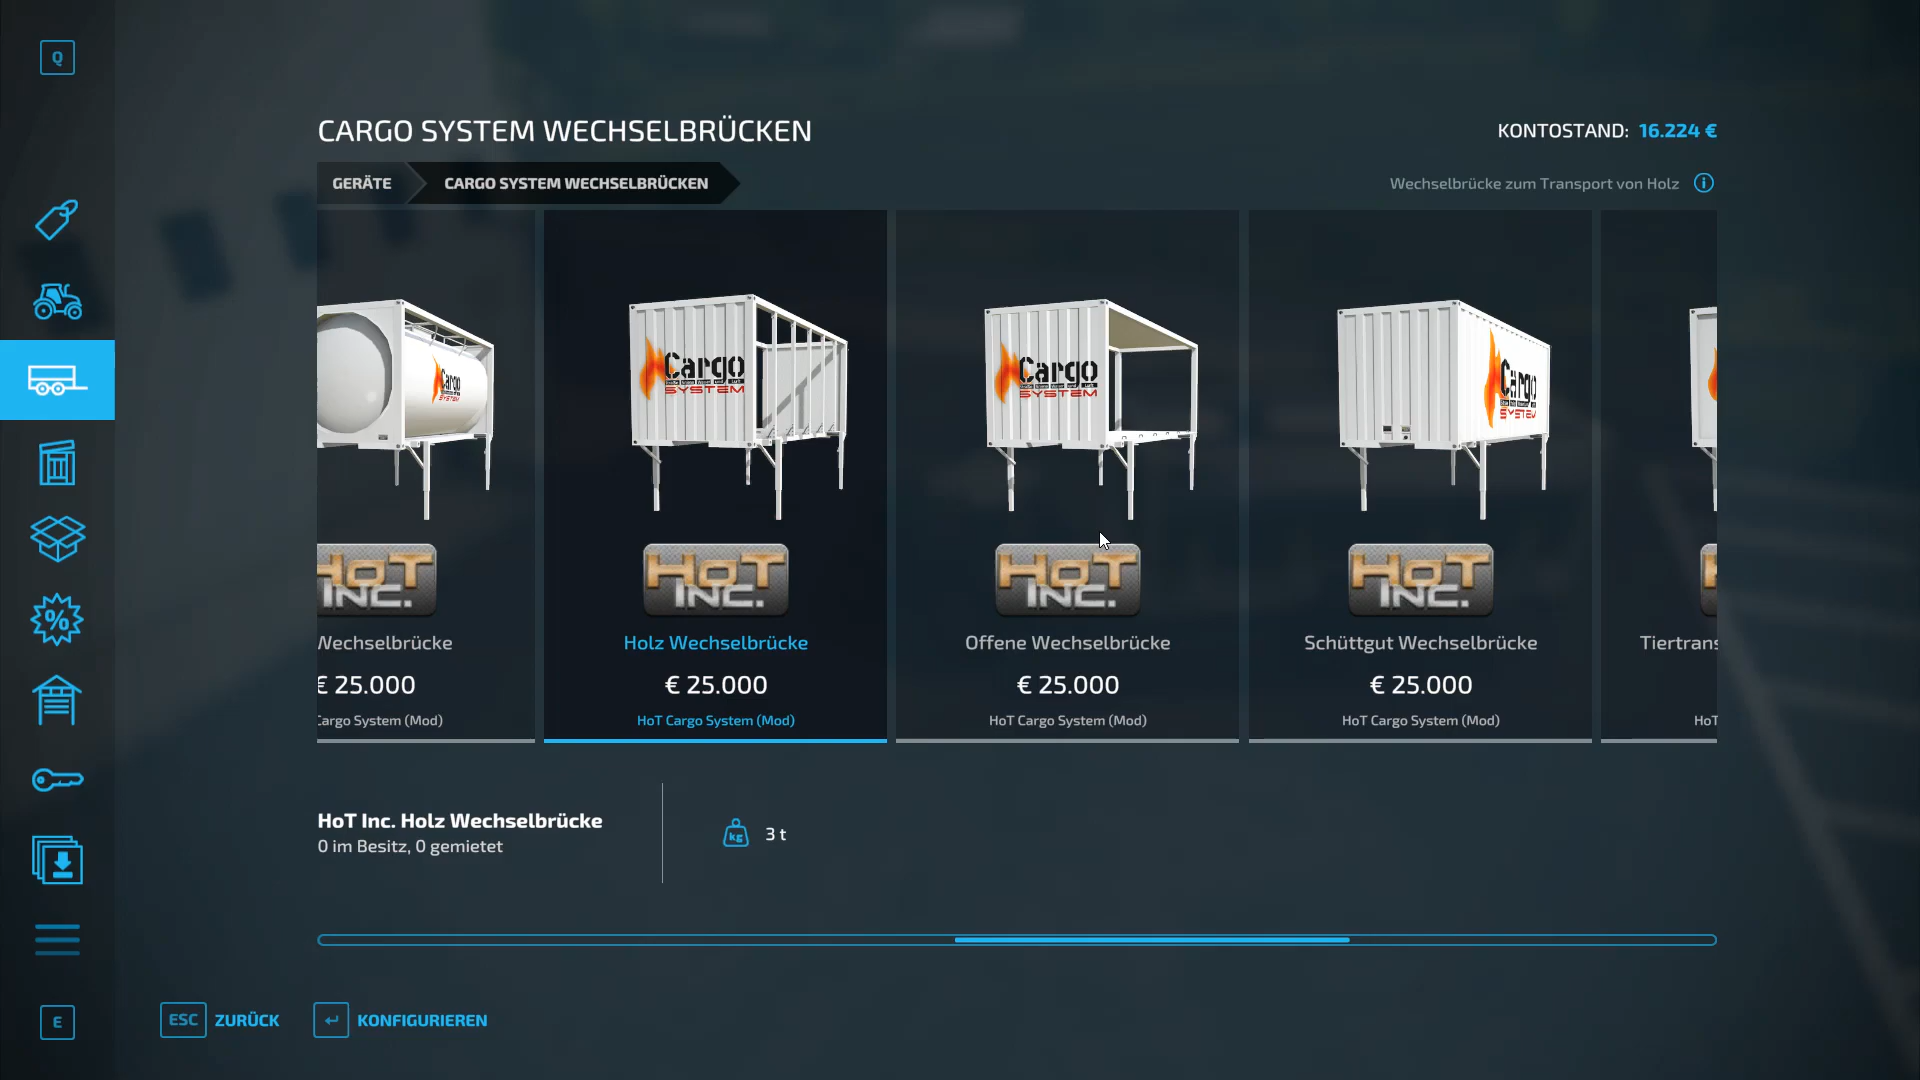 Q
CARGO SYSTEM WECHSELBRÜCKEN
KONTOSTAND: 16.224 €
GERÄTE
CARGO SYSTEM WECHSELBRÜCKEN
Wechselbrücke zum Transport von Holz
Cargo
SYSTEM
Cargo
SYSTEM
Cargo
SYSTEM
Cargo
SYSTEM
HoT
INC.
HoT
INC.
HoT
INC.
HoT
INC.
Wechselbrücke
Holz Wechselbrücke
Offene Wechselbrücke
Schüttgut Wechselbrücke
Tiertrans
€ 25.000
€ 25.000
€ 25.000
€ 25.000
Cargo System (Mod)
HoT Cargo System (Mod)
HoT Cargo System (Mod)
HoT Cargo System (Mod)
HoT
HoT Inc. Holz Wechselbrücke
0 im Besitz, 0 gemietet
kg
3 t
%
E
ESC ZURÜCK
KONFIGURIEREN